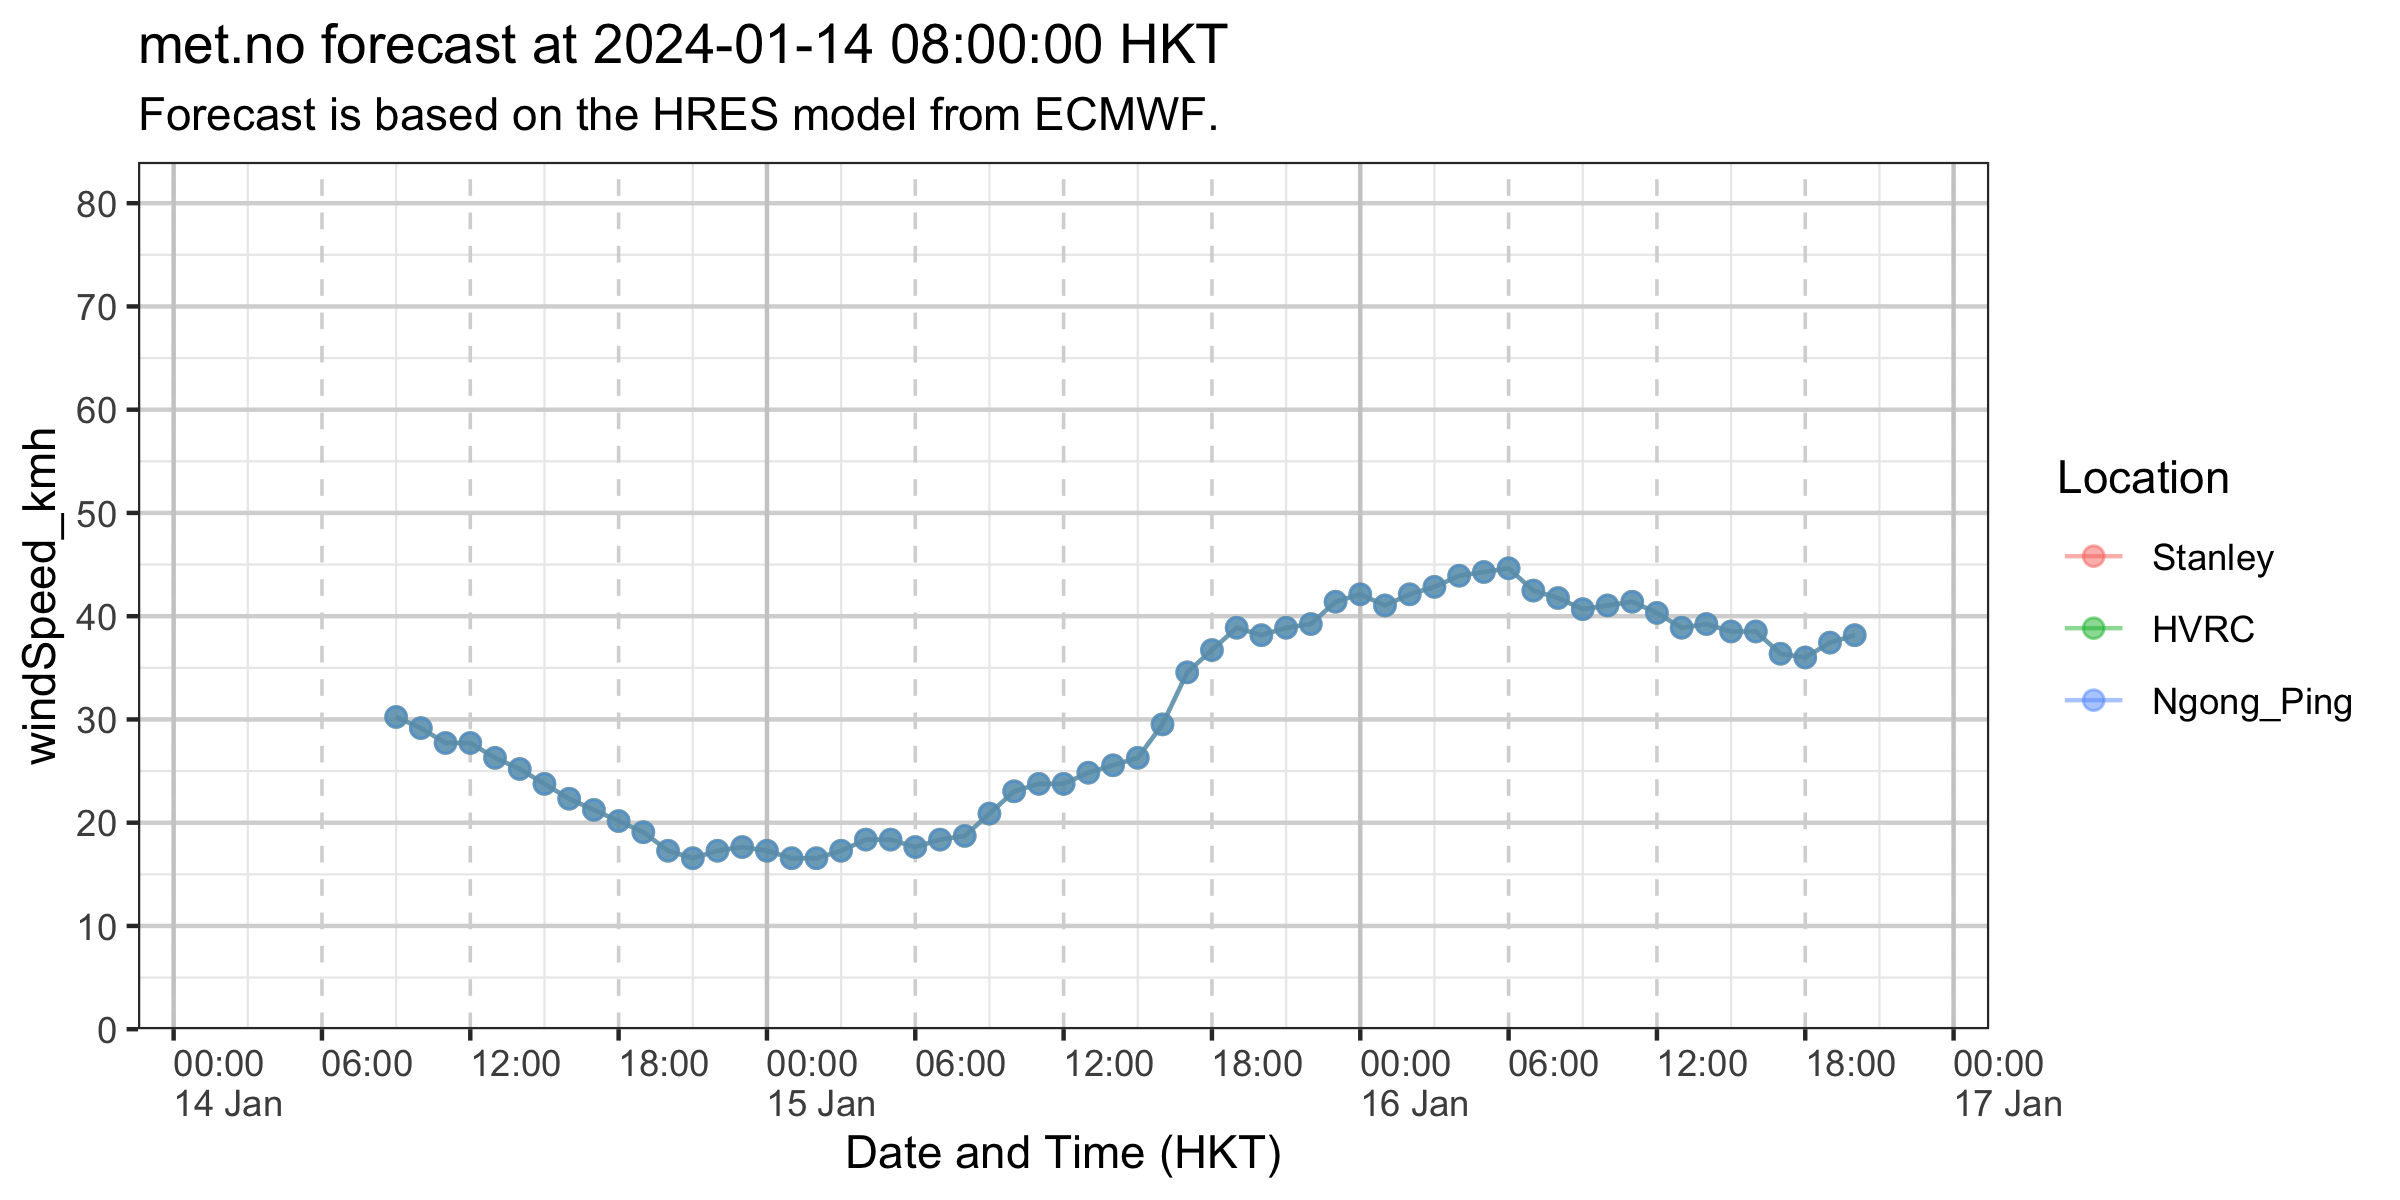 met.no forecast at 2024-01-14 08:00:00 HKT
Forecast is based on the HRES model from ECMWF.
windSpeed_kmh
80
70
60
50
40
30
20
10
0
00:00 06:00 12:00 18:00 00:00 06:00 12:00 18:00 00:00 06:00 12:00 18:00 00:00
14 Jan 15 Jan 16 Jan 17 Jan
Date and Time (HKT)
Location
Stanley
HVRC
Ngong_Ping